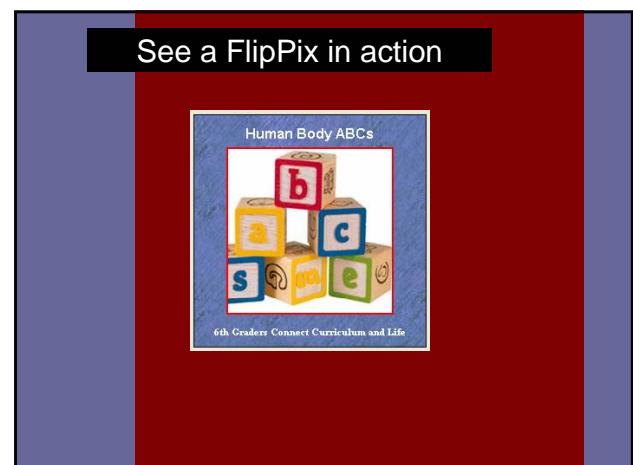 See a FlipPix in action
Human Body ABCs
b
a c
s e
6th Graders Connect Curriculum and Life